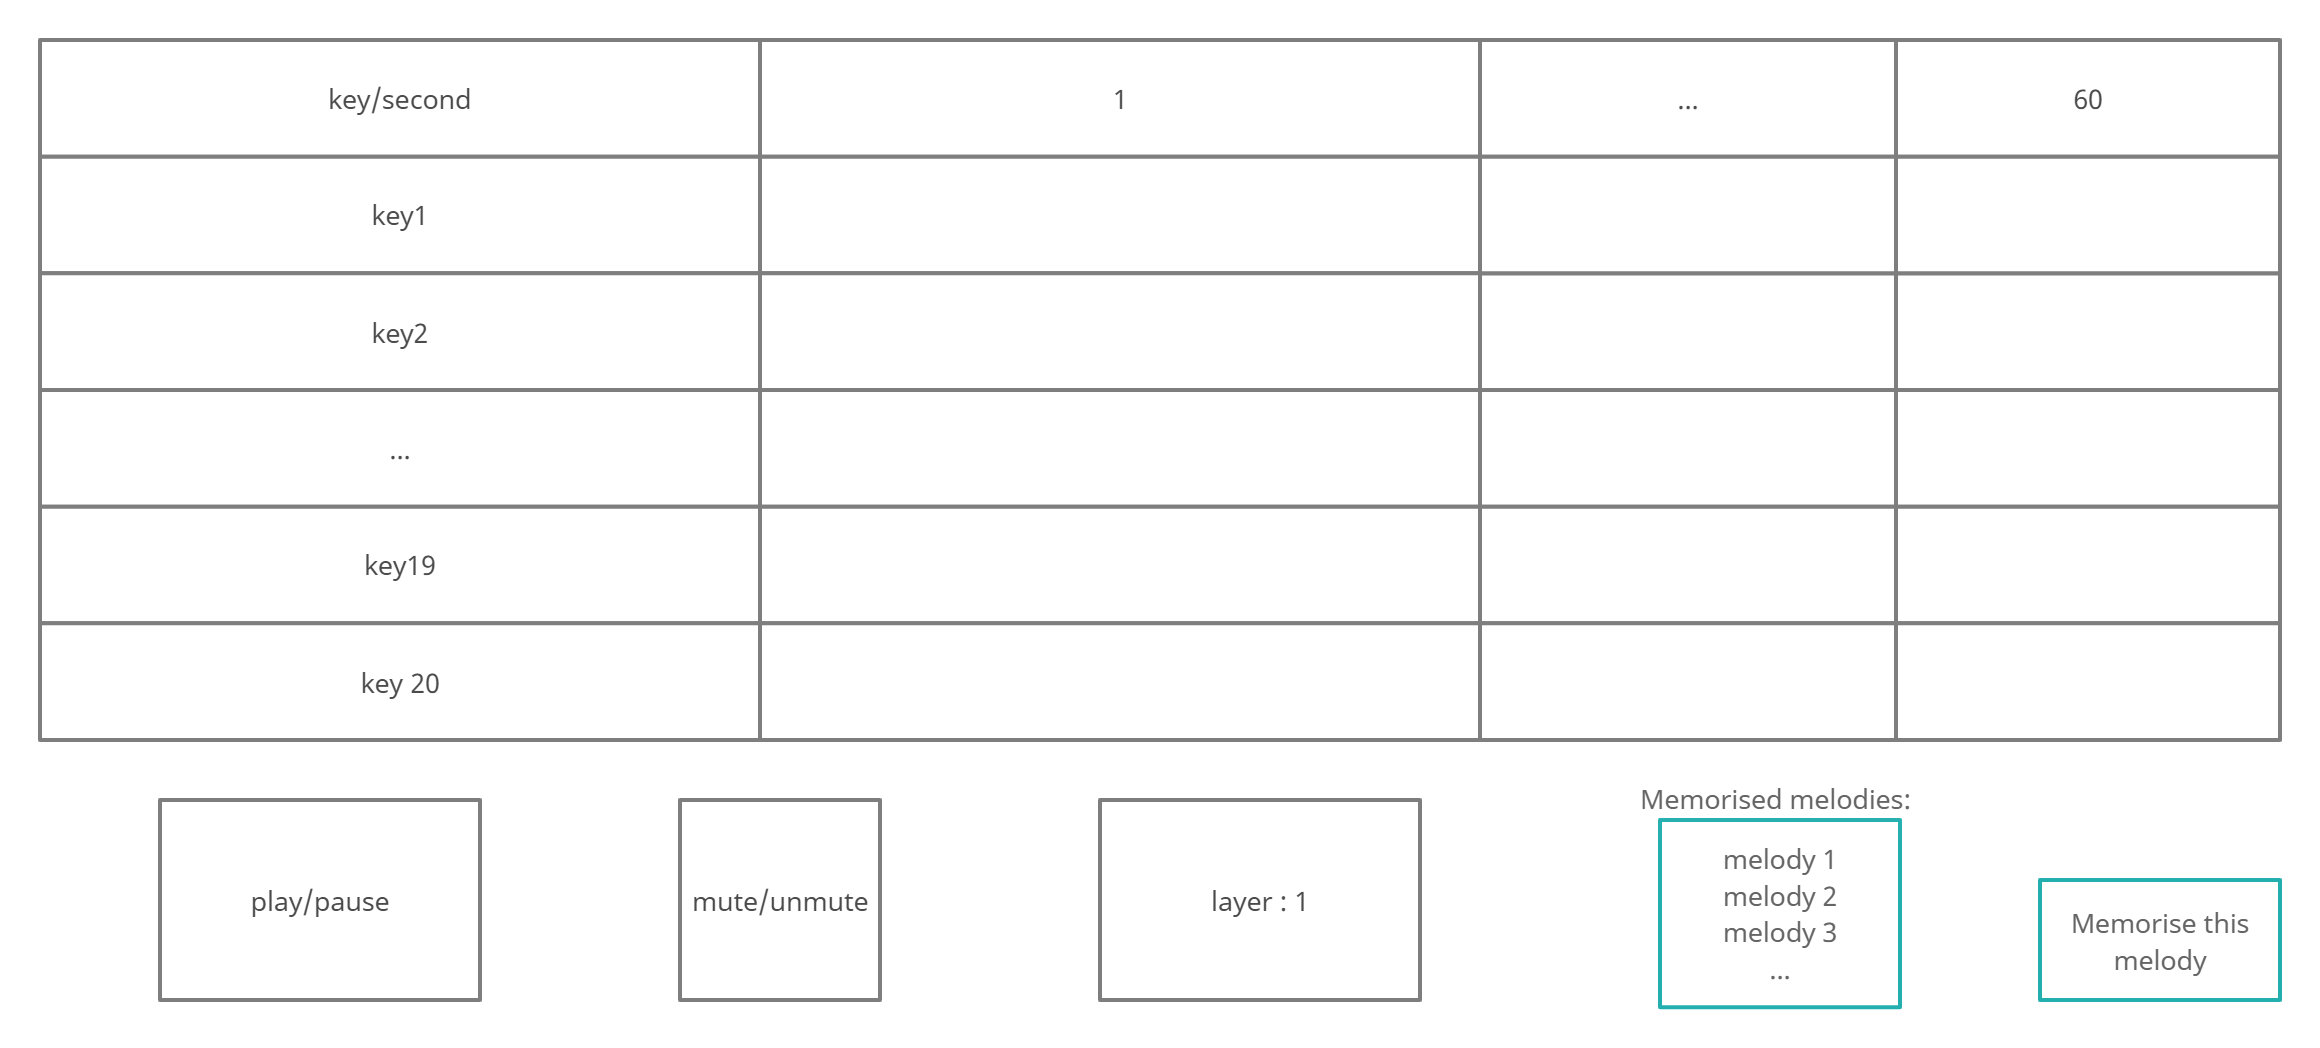 key/second 1 ... 60
key1
key2
...
key19
key 20
play/pause
mute/unmute
layer : 1
Memorised melodies:
melody 1
melody 2
melody 3
...
Memorise this
melody